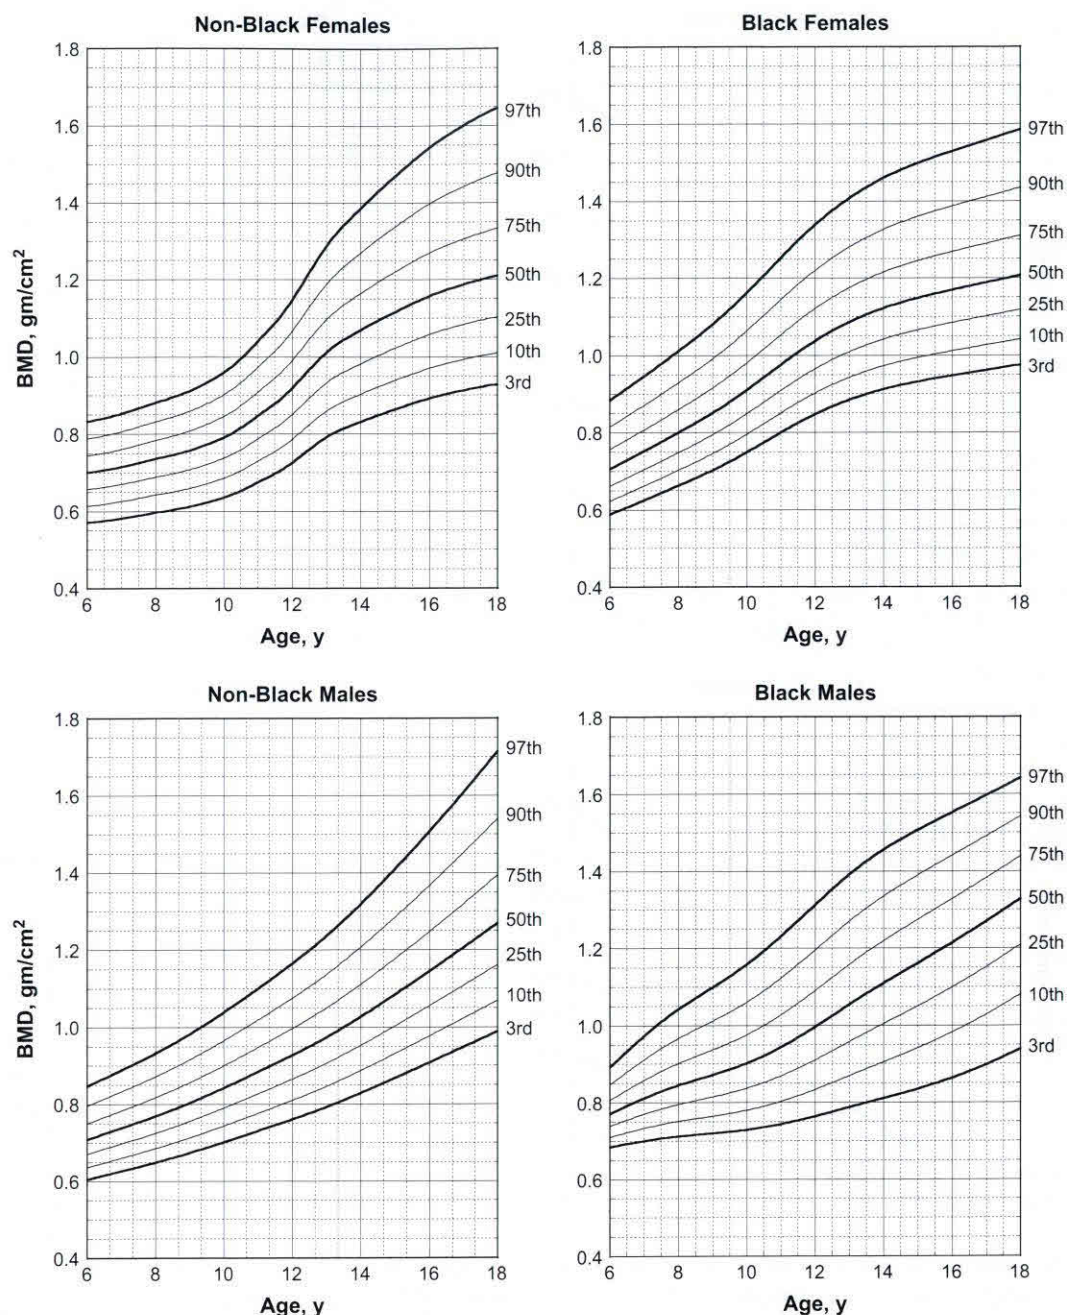 Non-Black Females
1.8
1.6
1.4
1.2
1.0
0.8
0.6
0.4
BMD, gm/cm²
97th
90th
75th
50th
25th
10th
3rd
6 8 10 12 14 16 18
Age, y
Black Females
1.8
1.6
1.4
1.2
1.0
0.8
0.6
0.4
97th
90th
75th
50th
25th
10th
3rd
6 8 10 12 14 16 18
Age, y
Non-Black Males
1.8
1.6
1.4
1.2
1.0
0.8
0.6
0.4
BMD, gm/cm²
97th
90th
75th
50th
25th
10th
3rd
6 8 10 12 14 16 18
Age, y
Black Males
1.8
1.6
1.4
1.2
1.0
0.8
0.6
0.4
97th
90th
75th
50th
25th
10th
3rd
6 8 10 12 14 16 18
Age, y